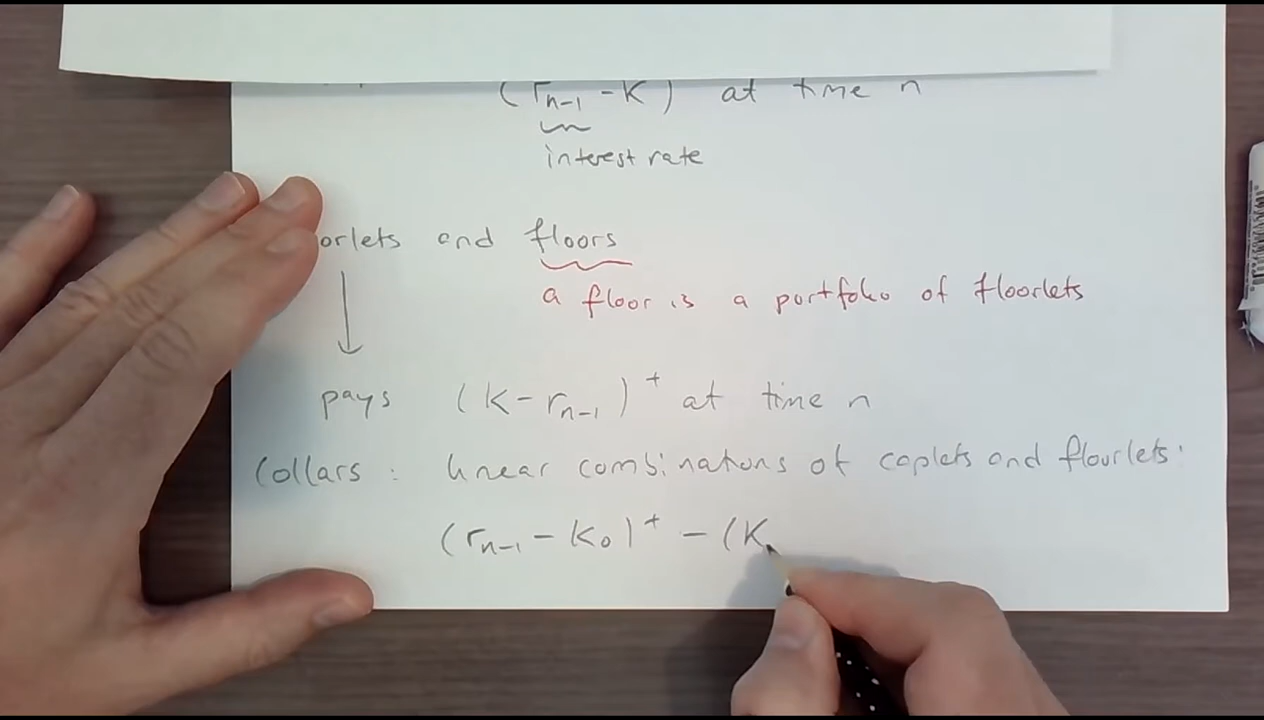 (r_{n-1} - K) at time n
interest rate
orlets and floors
a floor is a portfolio of floorlets
pays (K - r_{n-1})^+ at time n
Collars : linear combinations of caplets and flourlets:
(r_{n-1} - K_0)^+ - (K